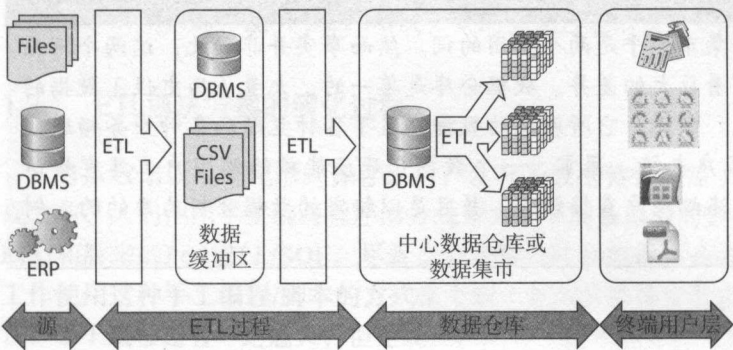 Files
DBMS
ERP
ETL
DBMS
CSV
Files
数据
缓冲区
ETL
DBMS
ETL
中心数据仓库或
数据集市
源
ETL过程
数据仓库
终端用户层